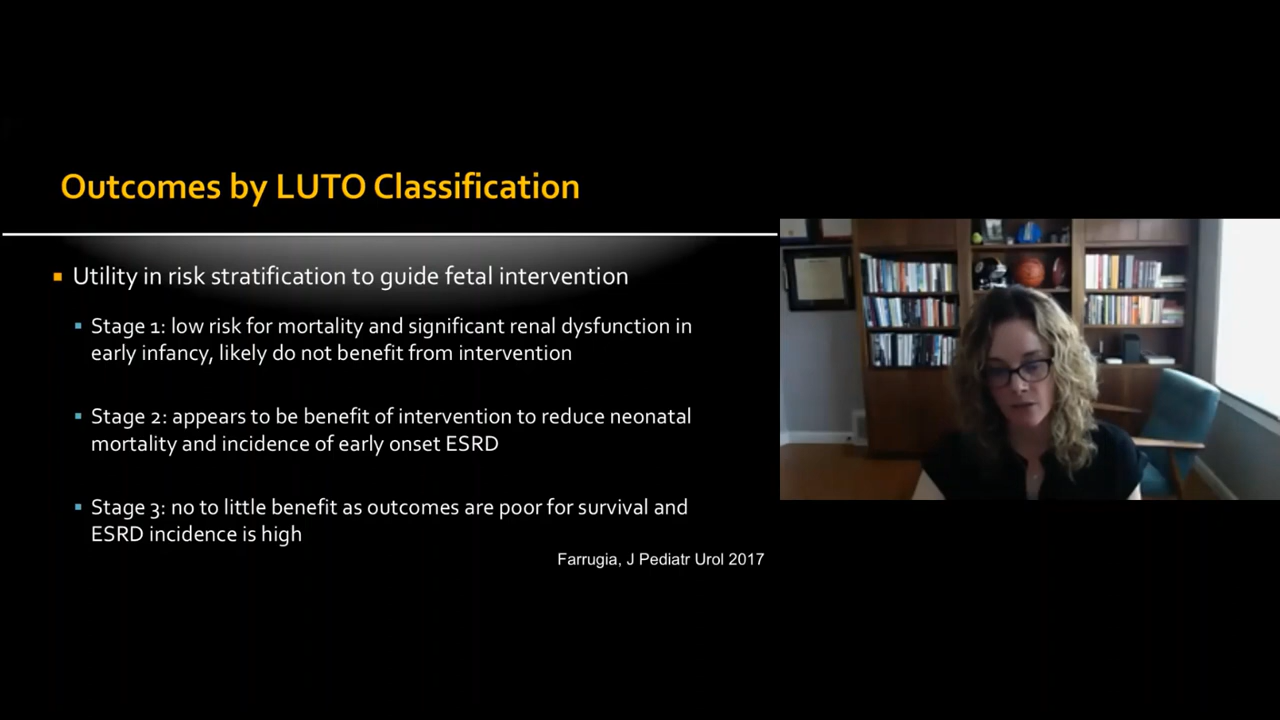 Outcomes by LUTO Classification
Utility in risk stratification to guide fetal intervention
Stage 1: low risk for mortality and significant renal dysfunction in
early infancy, likely do not benefit from intervention
Stage 2: appears to be benefit of intervention to reduce neonatal
mortality and incidence of early onset ESRD
Stage 3: no to little benefit as outcomes are poor for survival and
ESRD incidence is high
Farrugia, J Pediatr Urol 2017